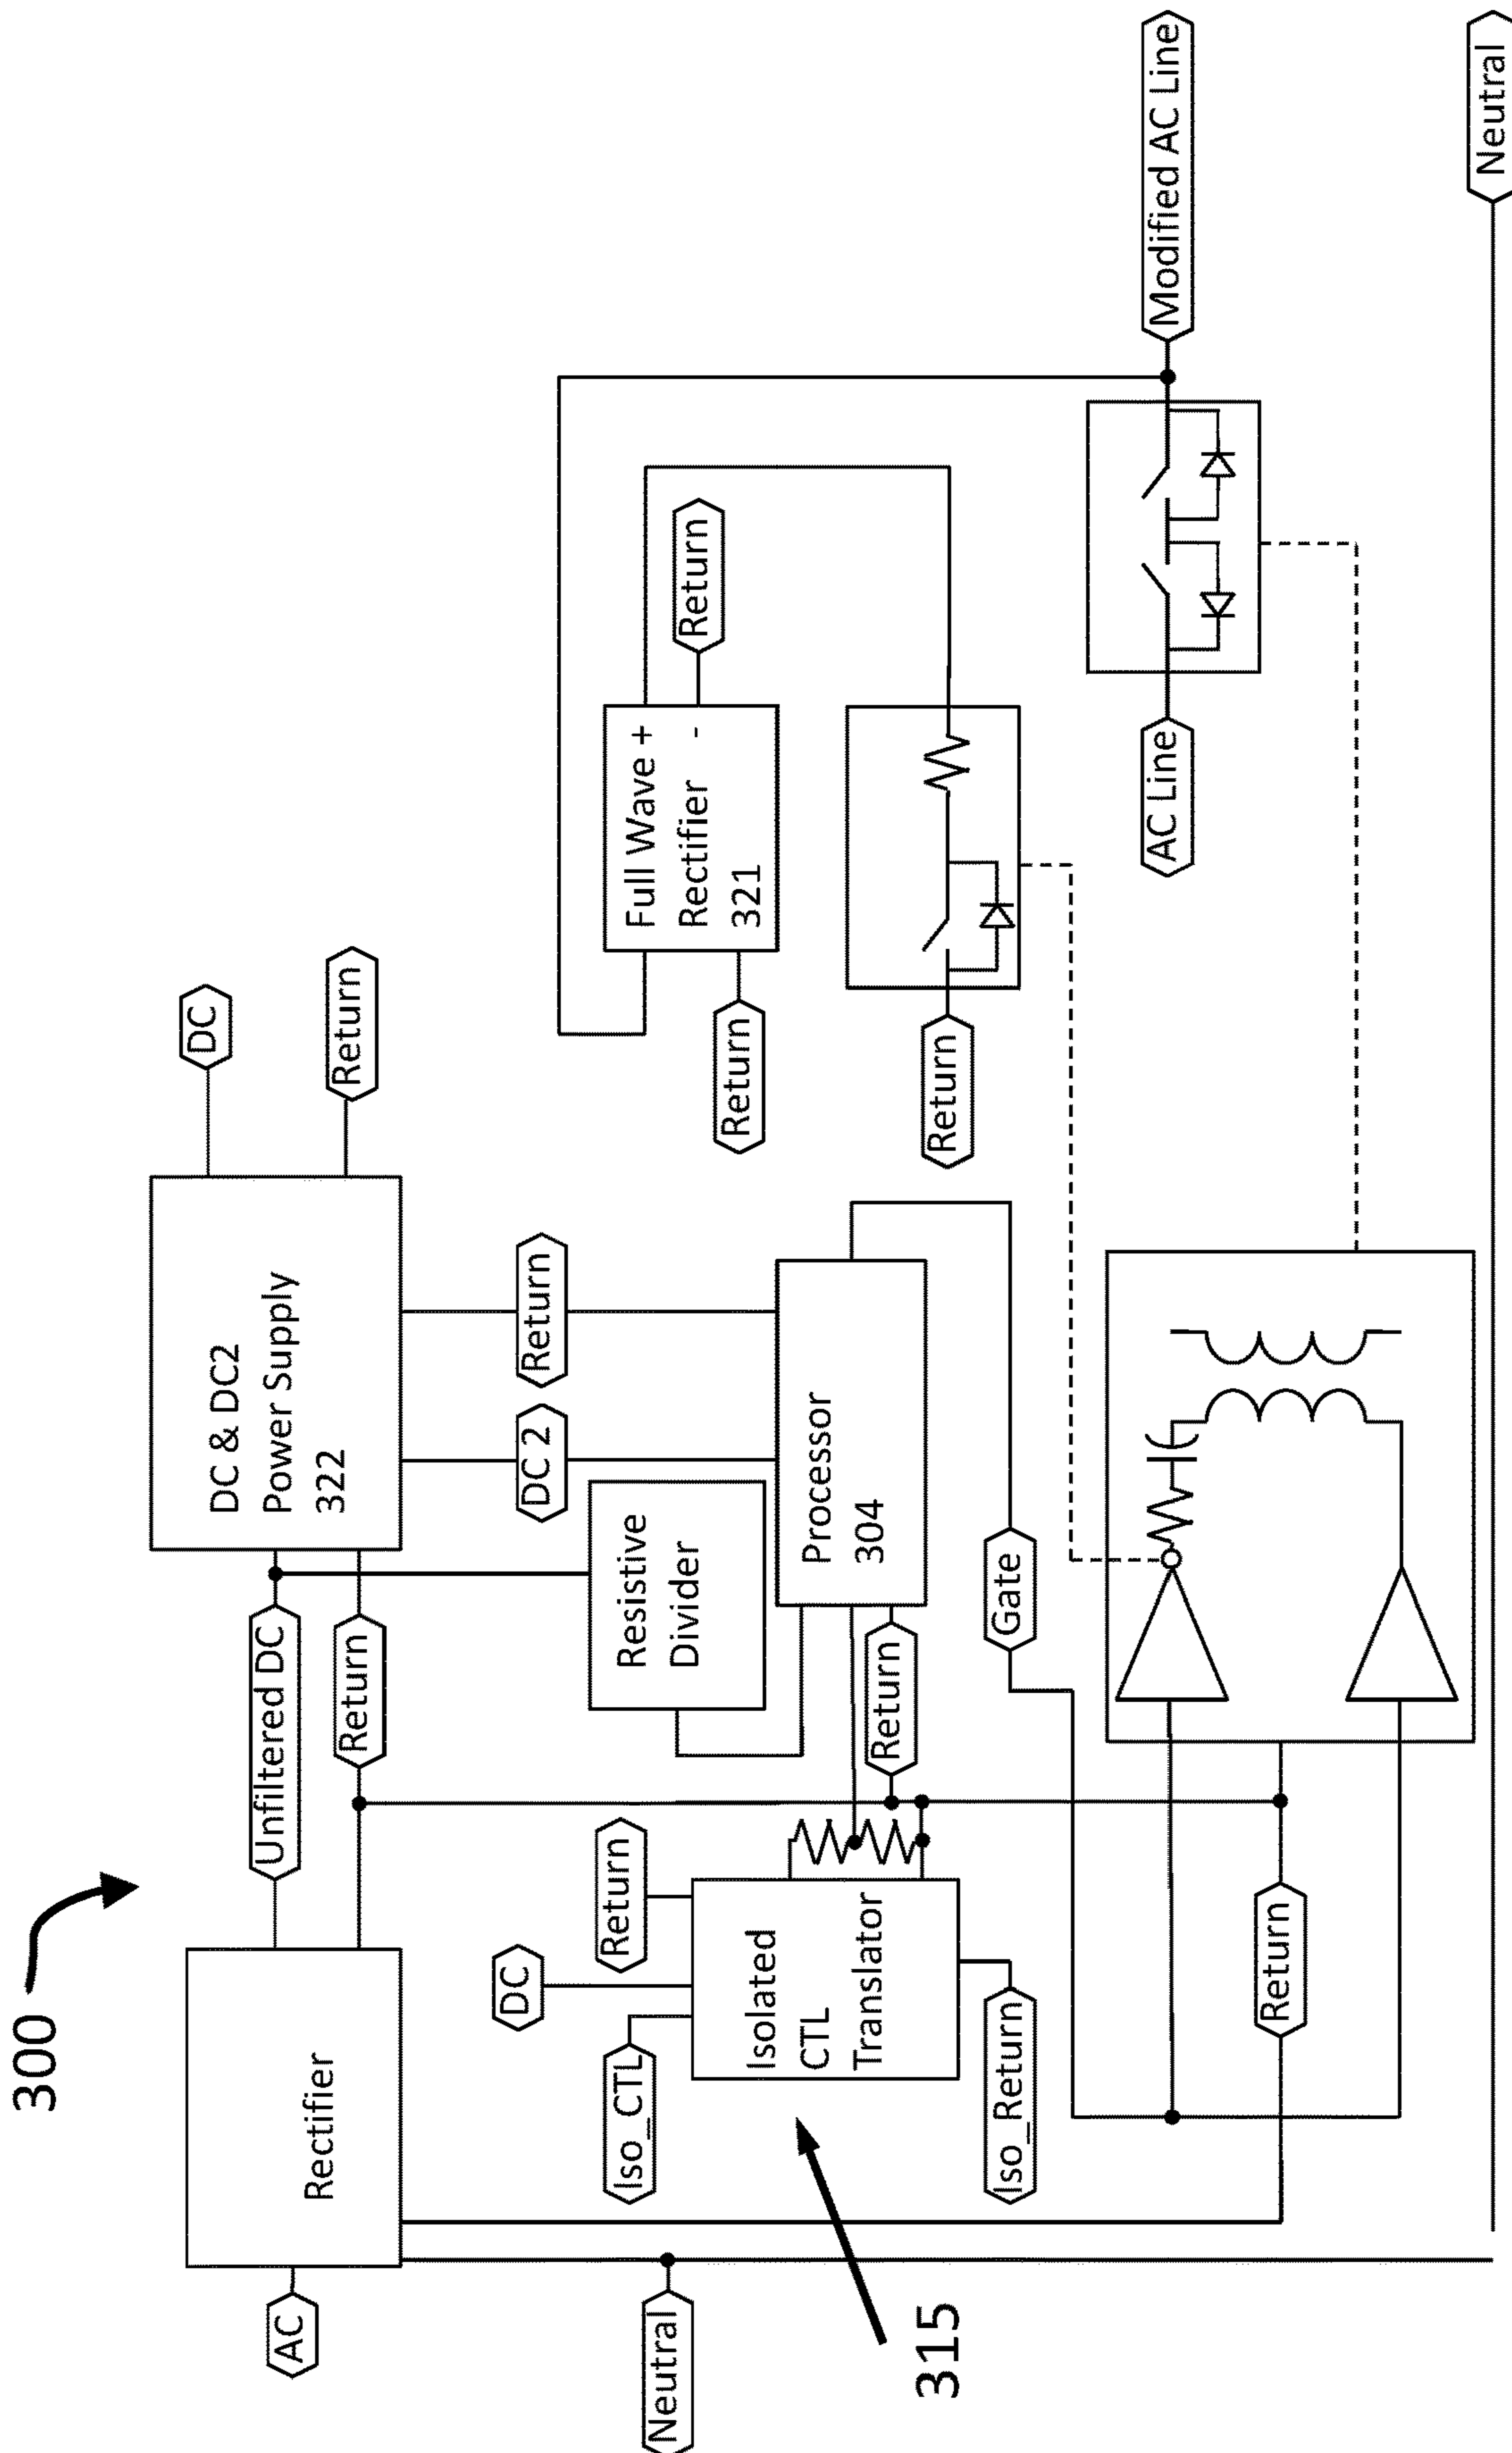 300
AC
Rectifier
Unfiltered DC
Return
DC & DC2
Power Supply
322
DC
Return
Neutral
Iso_CTL
DC
Return
Isolated
CTL
Translator
Iso_Return
315
Resistive
Divider
DC 2
Return
Processor
304
Return
Gate
Return
Full Wave +
Rectifier -
321
Return
Return
Return
AC Line
Modified AC Line
Neutral